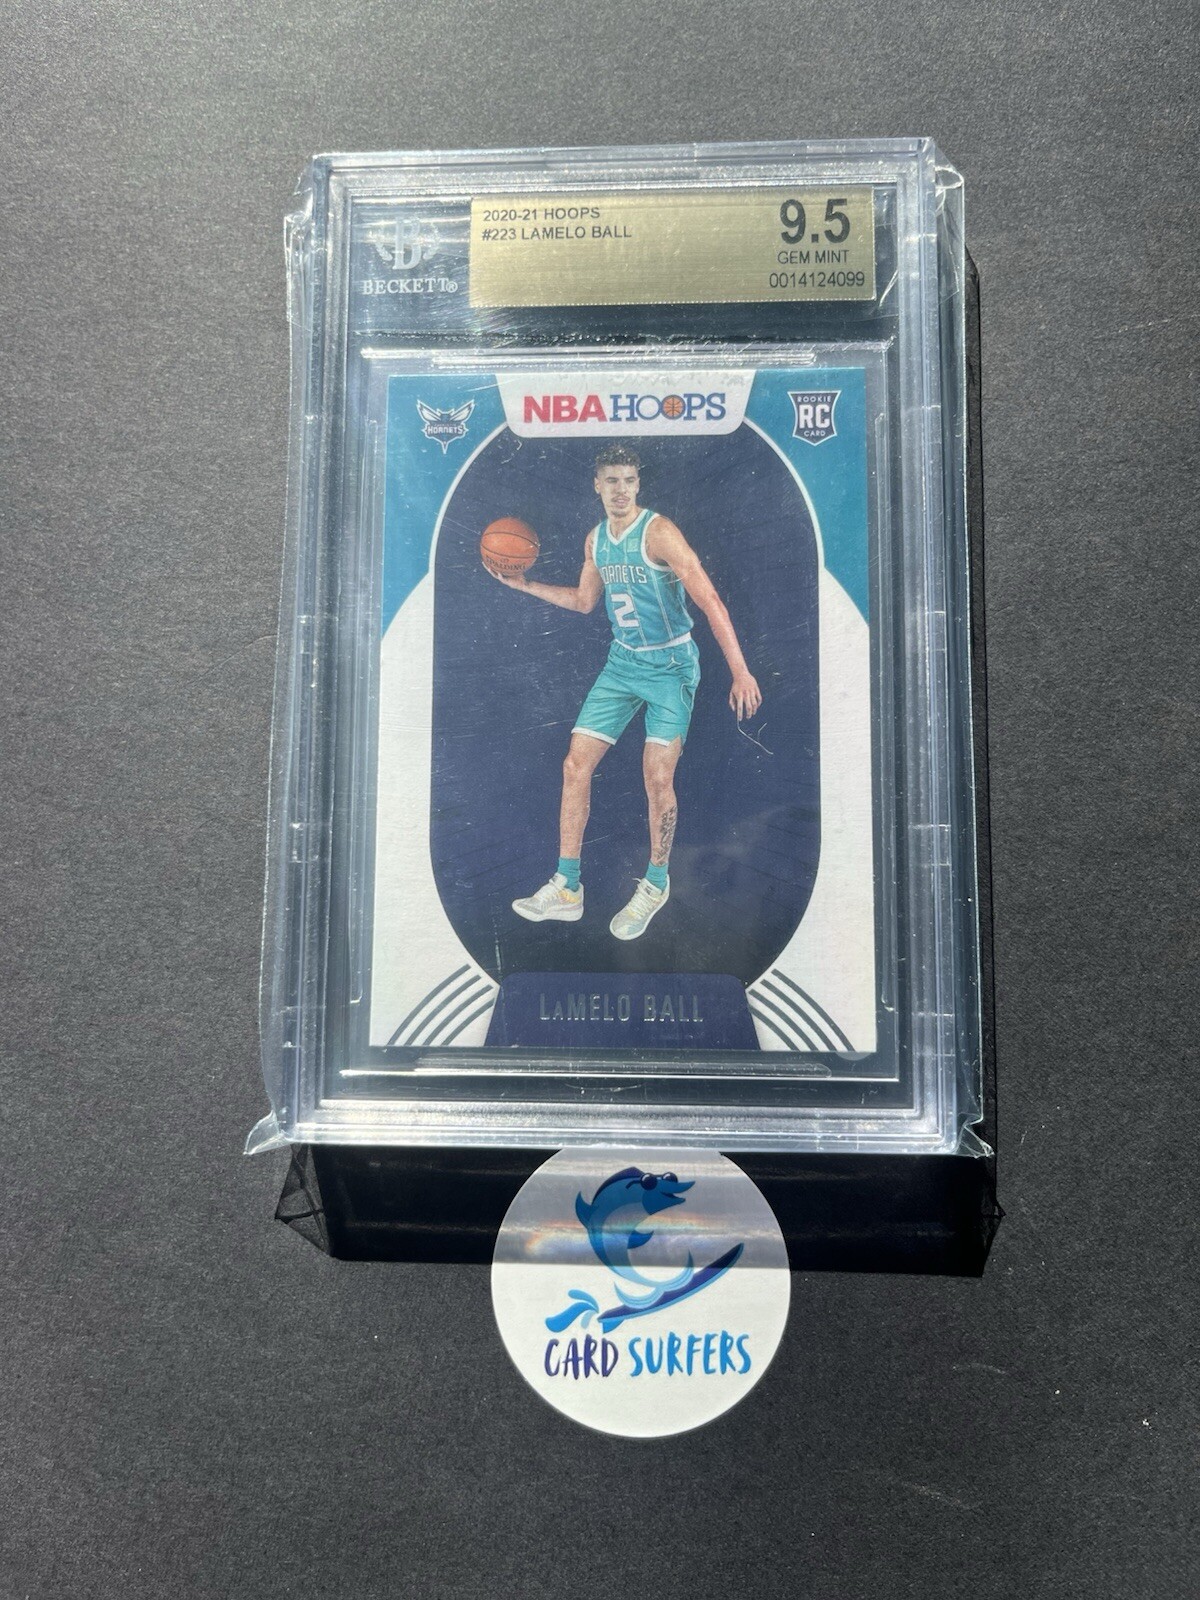 2020-21 HOOPS
#223 LAMELO BALL
9.5
GEM MINT
0014124099
BECKETT®
HORNETS
NBA HOOPS
ROOKIE
RC
CARD
SPALDING
HORNETS
2
LAMELO BALL
CARD SURFERS